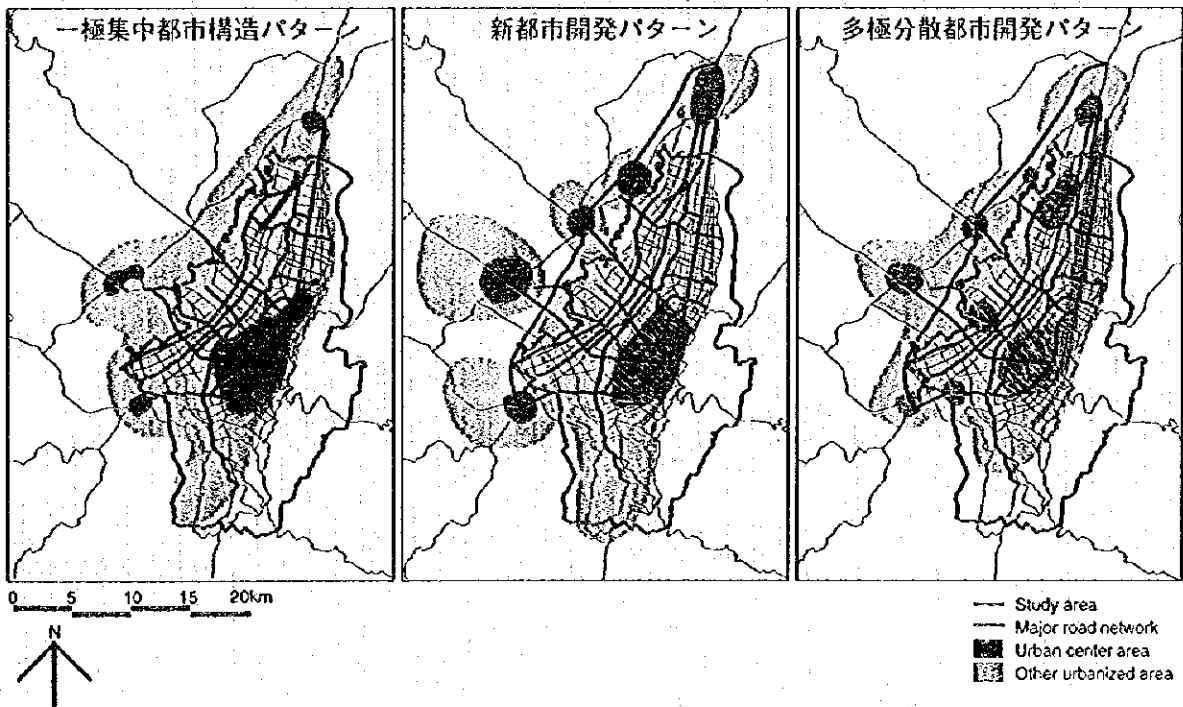 一極集中都市構造パターン
新都市開発パターン
多極分散都市開発パターン
0 5 10 15 20km
N
Study area
Major road network
Urban center area
Other urbanized area